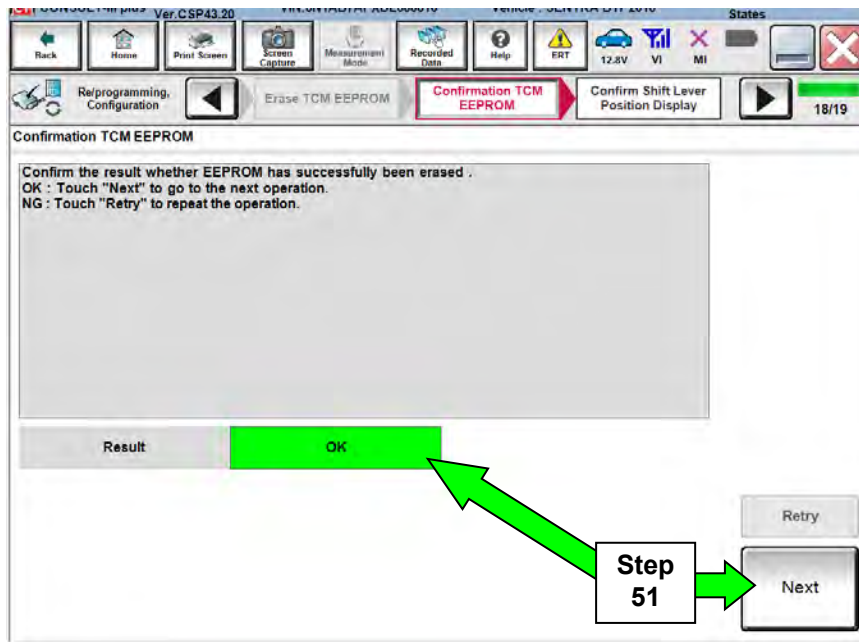 Ver.CSP43.20
States
Back
Home
Print Screen
Screen Capture
Measurement Mode
Recorded Data
Help
ERT
12.8V
VI
MI
Re/programming, Configuration
Erase TCM EEPROM
Confirmation TCM EEPROM
Confirm Shift Lever Position Display
18/19
Confirmation TCM EEPROM
Confirm the result whether EEPROM has successfully been erased .
OK : Touch "Next" to go to the next operation.
NG : Touch "Retry" to repeat the operation.
Result
OK
Retry
Step
51
Next